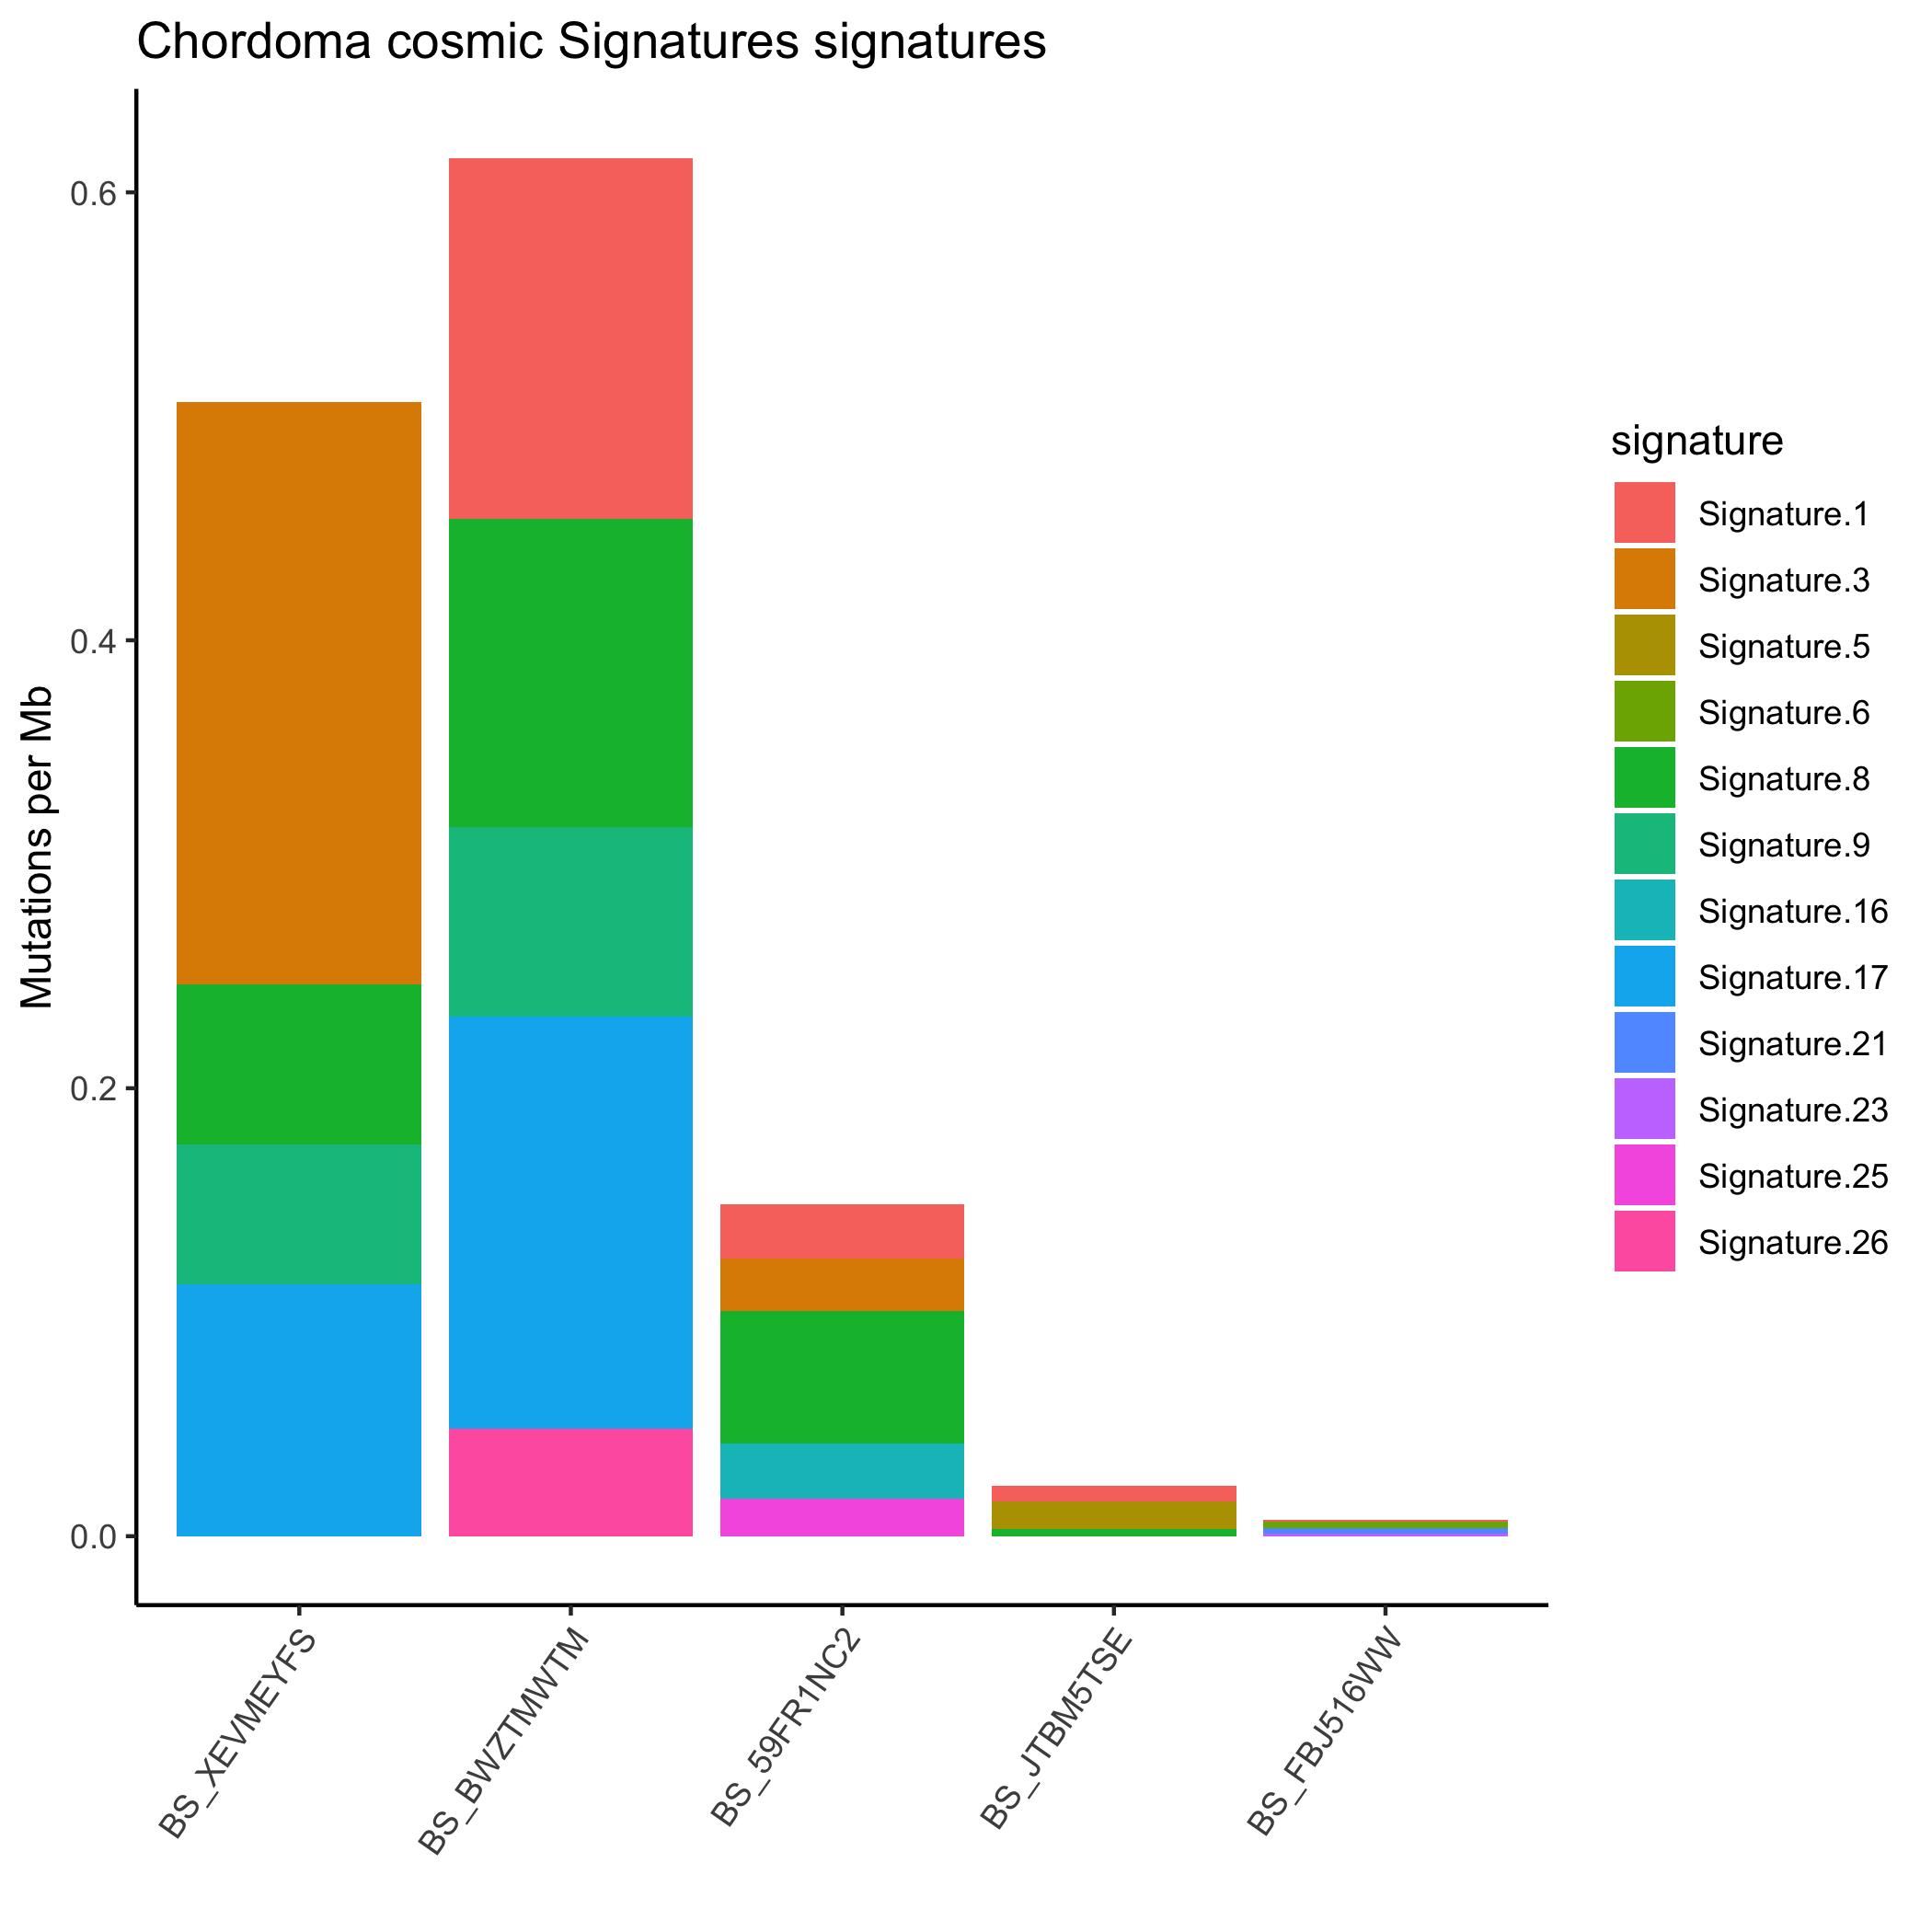 Chordoma cosmic Signatures signatures
Mutations per Mb
0.6
0.4
0.2
0.0
BS_XEVMEYFS
BS_BWZTMWTM
BS_59FR1NC2
BS_JTBM5TSE
BS_FBJ516WW
signature
Signature.1
Signature.3
Signature.5
Signature.6
Signature.8
Signature.9
Signature.16
Signature.17
Signature.21
Signature.23
Signature.25
Signature.26